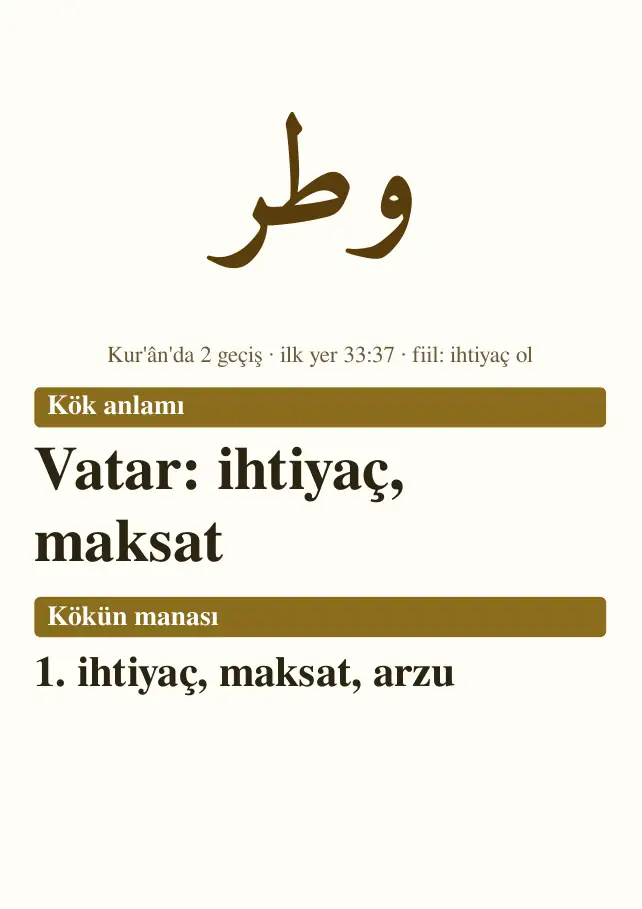 وطر
Kur'ân'da 2 geçiş · ilk yer 33:37 · fiil: ihtiyaç ol
Kök anlamı
Vatar: ihtiyaç,
maksat
Kökün manası
1. ihtiyaç, maksat, arzu